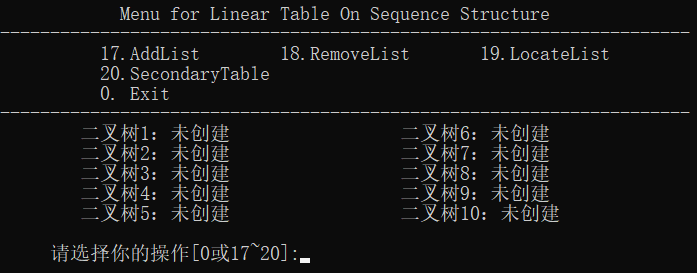 Menu for Linear Table On Sequence Structure
17.AddList 18.RemoveList 19.LocateList
20.SecondaryTable
0. Exit
二叉树1：未创建 二叉树6：未创建
二叉树2：未创建 二叉树7：未创建
二叉树3：未创建 二叉树8：未创建
二叉树4：未创建 二叉树9：未创建
二叉树5：未创建 二叉树10：未创建
请选择你的操作[0或17~20]: